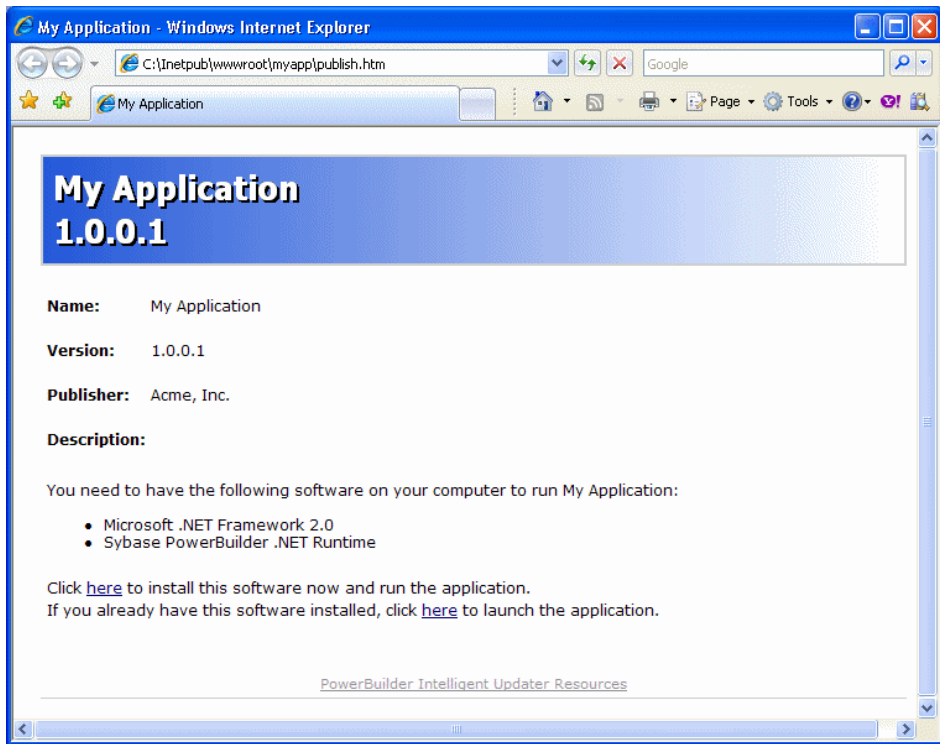 My Application - Windows Internet Explorer
C:\Inetpub\wwwroot\myapp\publish.htm
Google
My Application
Page
Tools
My Application
1.0.0.1
Name: My Application
Version: 1.0.0.1
Publisher: Acme, Inc.
Description:
You need to have the following software on your computer to run My Application:
• Microsoft .NET Framework 2.0
• Sybase PowerBuilder .NET Runtime
Click here to install this software now and run the application.
If you already have this software installed, click here to launch the application.
PowerBuilder Intelligent Updater Resources